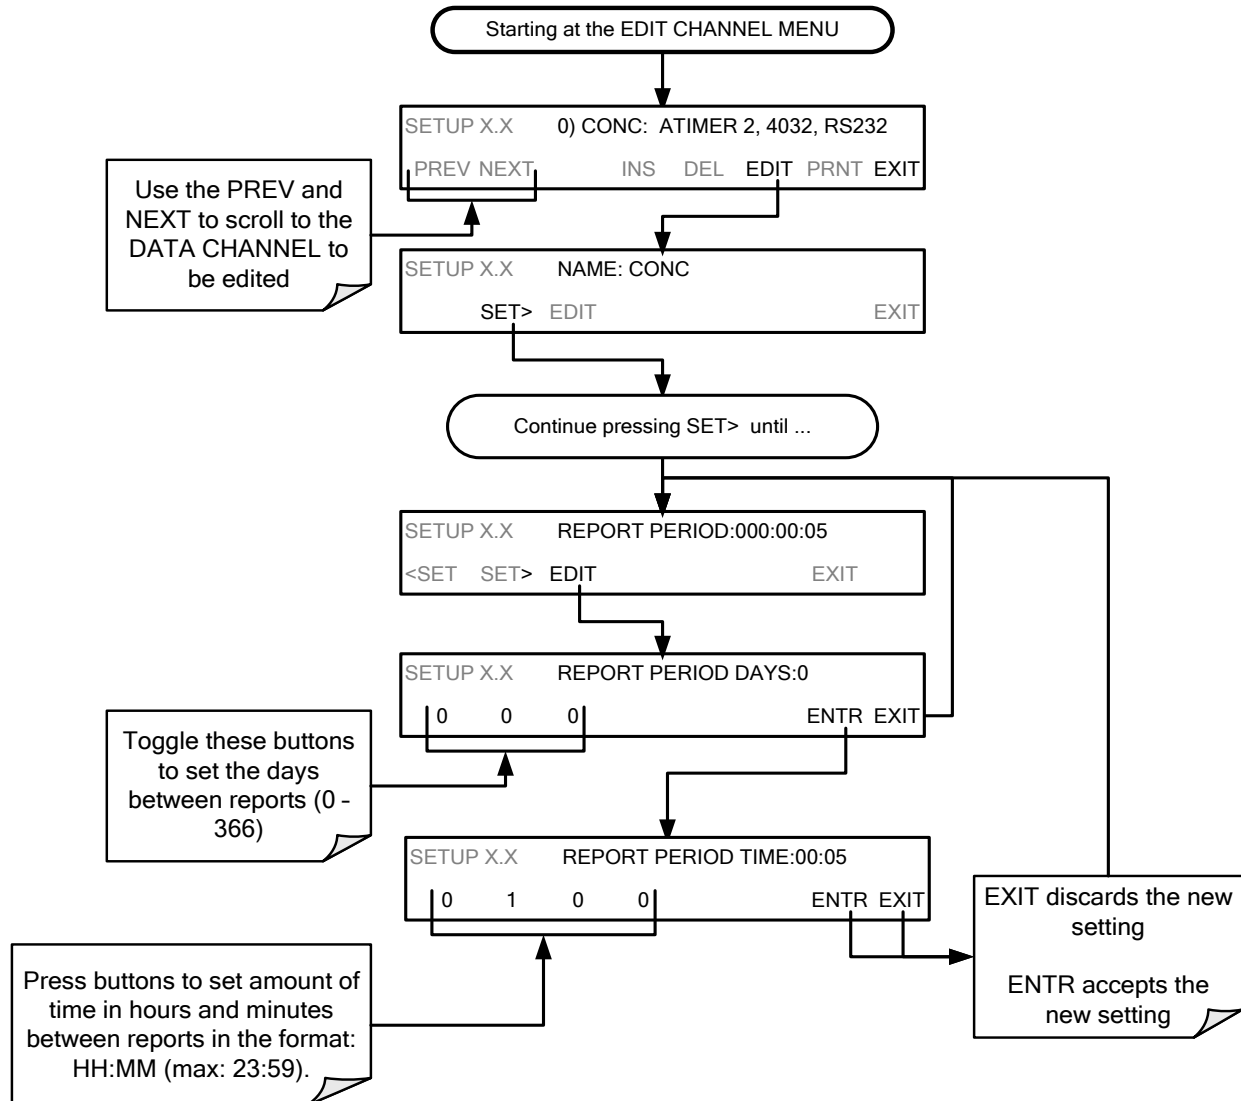 Starting at the EDIT CHANNEL MENU
SETUP X.X 0) CONC: ATIMER 2, 4032, RS232
PREV NEXT INS DEL EDIT PRNT EXIT
Use the PREV and
NEXT to scroll to the
DATA CHANNEL to
be edited
SETUP X.X NAME: CONC
SET> EDIT EXIT
Continue pressing SET> until ...
SETUP X.X REPORT PERIOD:000:00:05
<SET SET> EDIT EXIT
SETUP X.X REPORT PERIOD DAYS:0
0 0 0 ENTR EXIT
Toggle these buttons
to set the days
between reports (0 –
366)
SETUP X.X REPORT PERIOD TIME:00:05
0 1 0 0 ENTR EXIT
EXIT discards the new
setting
ENTR accepts the
new setting
Press buttons to set amount of
time in hours and minutes
between reports in the format:
HH:MM (max: 23:59).